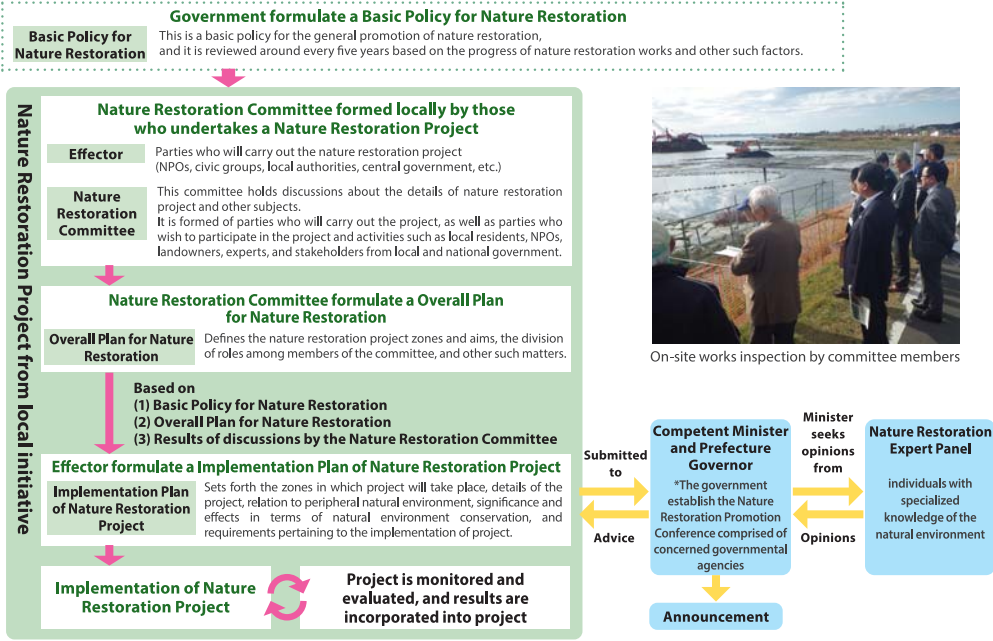 Government formulate a Basic Policy for Nature Restoration
Basic Policy for
Nature Restoration
This is a basic policy for the general promotion of nature restoration,
and it is reviewed around every five years based on the progress of nature restoration works and other such factors.
Nature Restoration Project from local initiative
Nature Restoration Committee formed locally by those
who undertakes a Nature Restoration Project
Effector
Parties who will carry out the nature restoration project
(NPOs, civic groups, local authorities, central government, etc.)
Nature
Restoration
Committee
This committee holds discussions about the details of nature restoration
project and other subjects.
It is formed of parties who will carry out the project, as well as parties who
wish to participate in the project and activities such as local residents, NPOs,
landowners, experts, and stakeholders from local and national government.
Nature Restoration Committee formulate a Overall Plan
for Nature Restoration
Overall Plan for Nature
Restoration
Defines the nature restoration project zones and aims, the division
of roles among members of the committee, and other such matters.
Based on
(1) Basic Policy for Nature Restoration
(2) Overall Plan for Nature Restoration
(3) Results of discussions by the Nature Restoration Committee
Effector formulate a Implementation Plan of Nature Restoration Project
Implementation Plan
of Nature Restoration
Project
Sets forth the zones in which project will take place, details of the
project, relation to peripheral natural environment, significance and
effects in terms of natural environment conservation, and
requirements pertaining to the implementation of project.
Implementation of Nature
Restoration Project
Project is monitored and
evaluated, and results are
incorporated into project
On-site works inspection by committee members
Submitted
to
Advice
Competent Minister
and Prefecture
Governor
*The government
establish the Nature
Restoration Promotion
Conference comprised of
concerned governmental
agencies
Announcement
Minister
seeks
opinions
from
Opinions
Nature Restoration
Expert Panel
individuals with
specialized
knowledge of the
natural environment